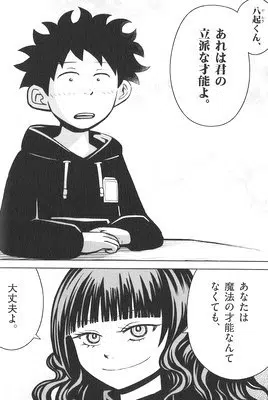 八起くん、
あれは君の
立派な才能よ。
あなたは
魔法の才能なんて
なくても、
大丈夫よ。